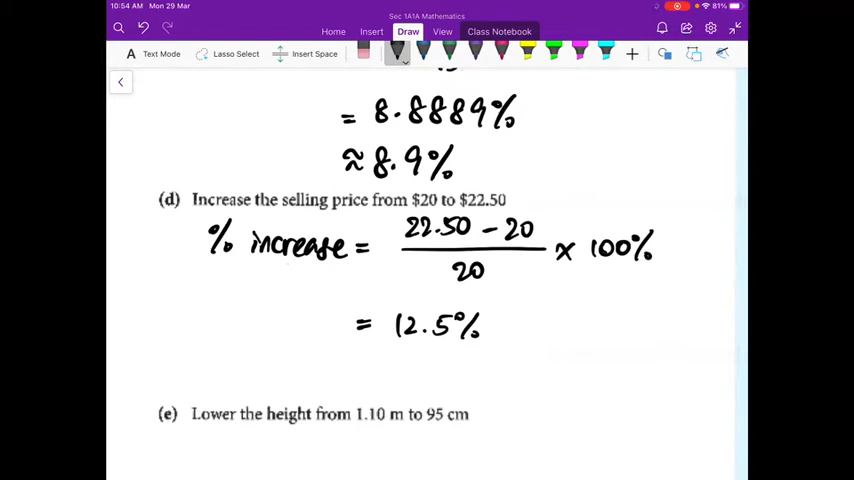 10:54 AM Mon 29 Mar
81%
Sec 1A1A Mathematics
Home Insert Draw View Class Notebook
A Text Mode Lasso Select Insert Space
= 8.8889%
≈ 8.9%
(d) Increase the selling price from $20 to $22.50
% increase = 22.50 - 20
20
× 100%
= 12.5%
(e) Lower the height from 1.10 m to 95 cm